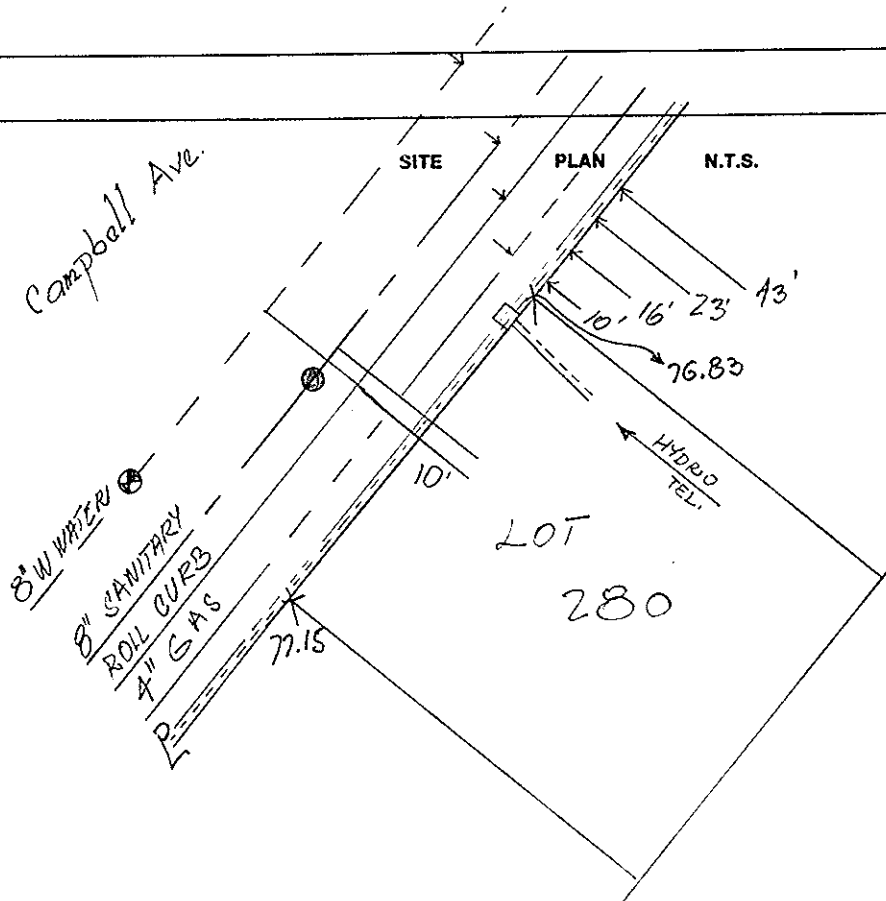 SITE PLAN N.T.S.
Campbell Ave.
10' 16' 23' 43'
76.83
HYDRO
TEL.
10'
LOT
280
8" W WATER
8" SANITARY
ROLL CURB
4" GAS
77.15
PL